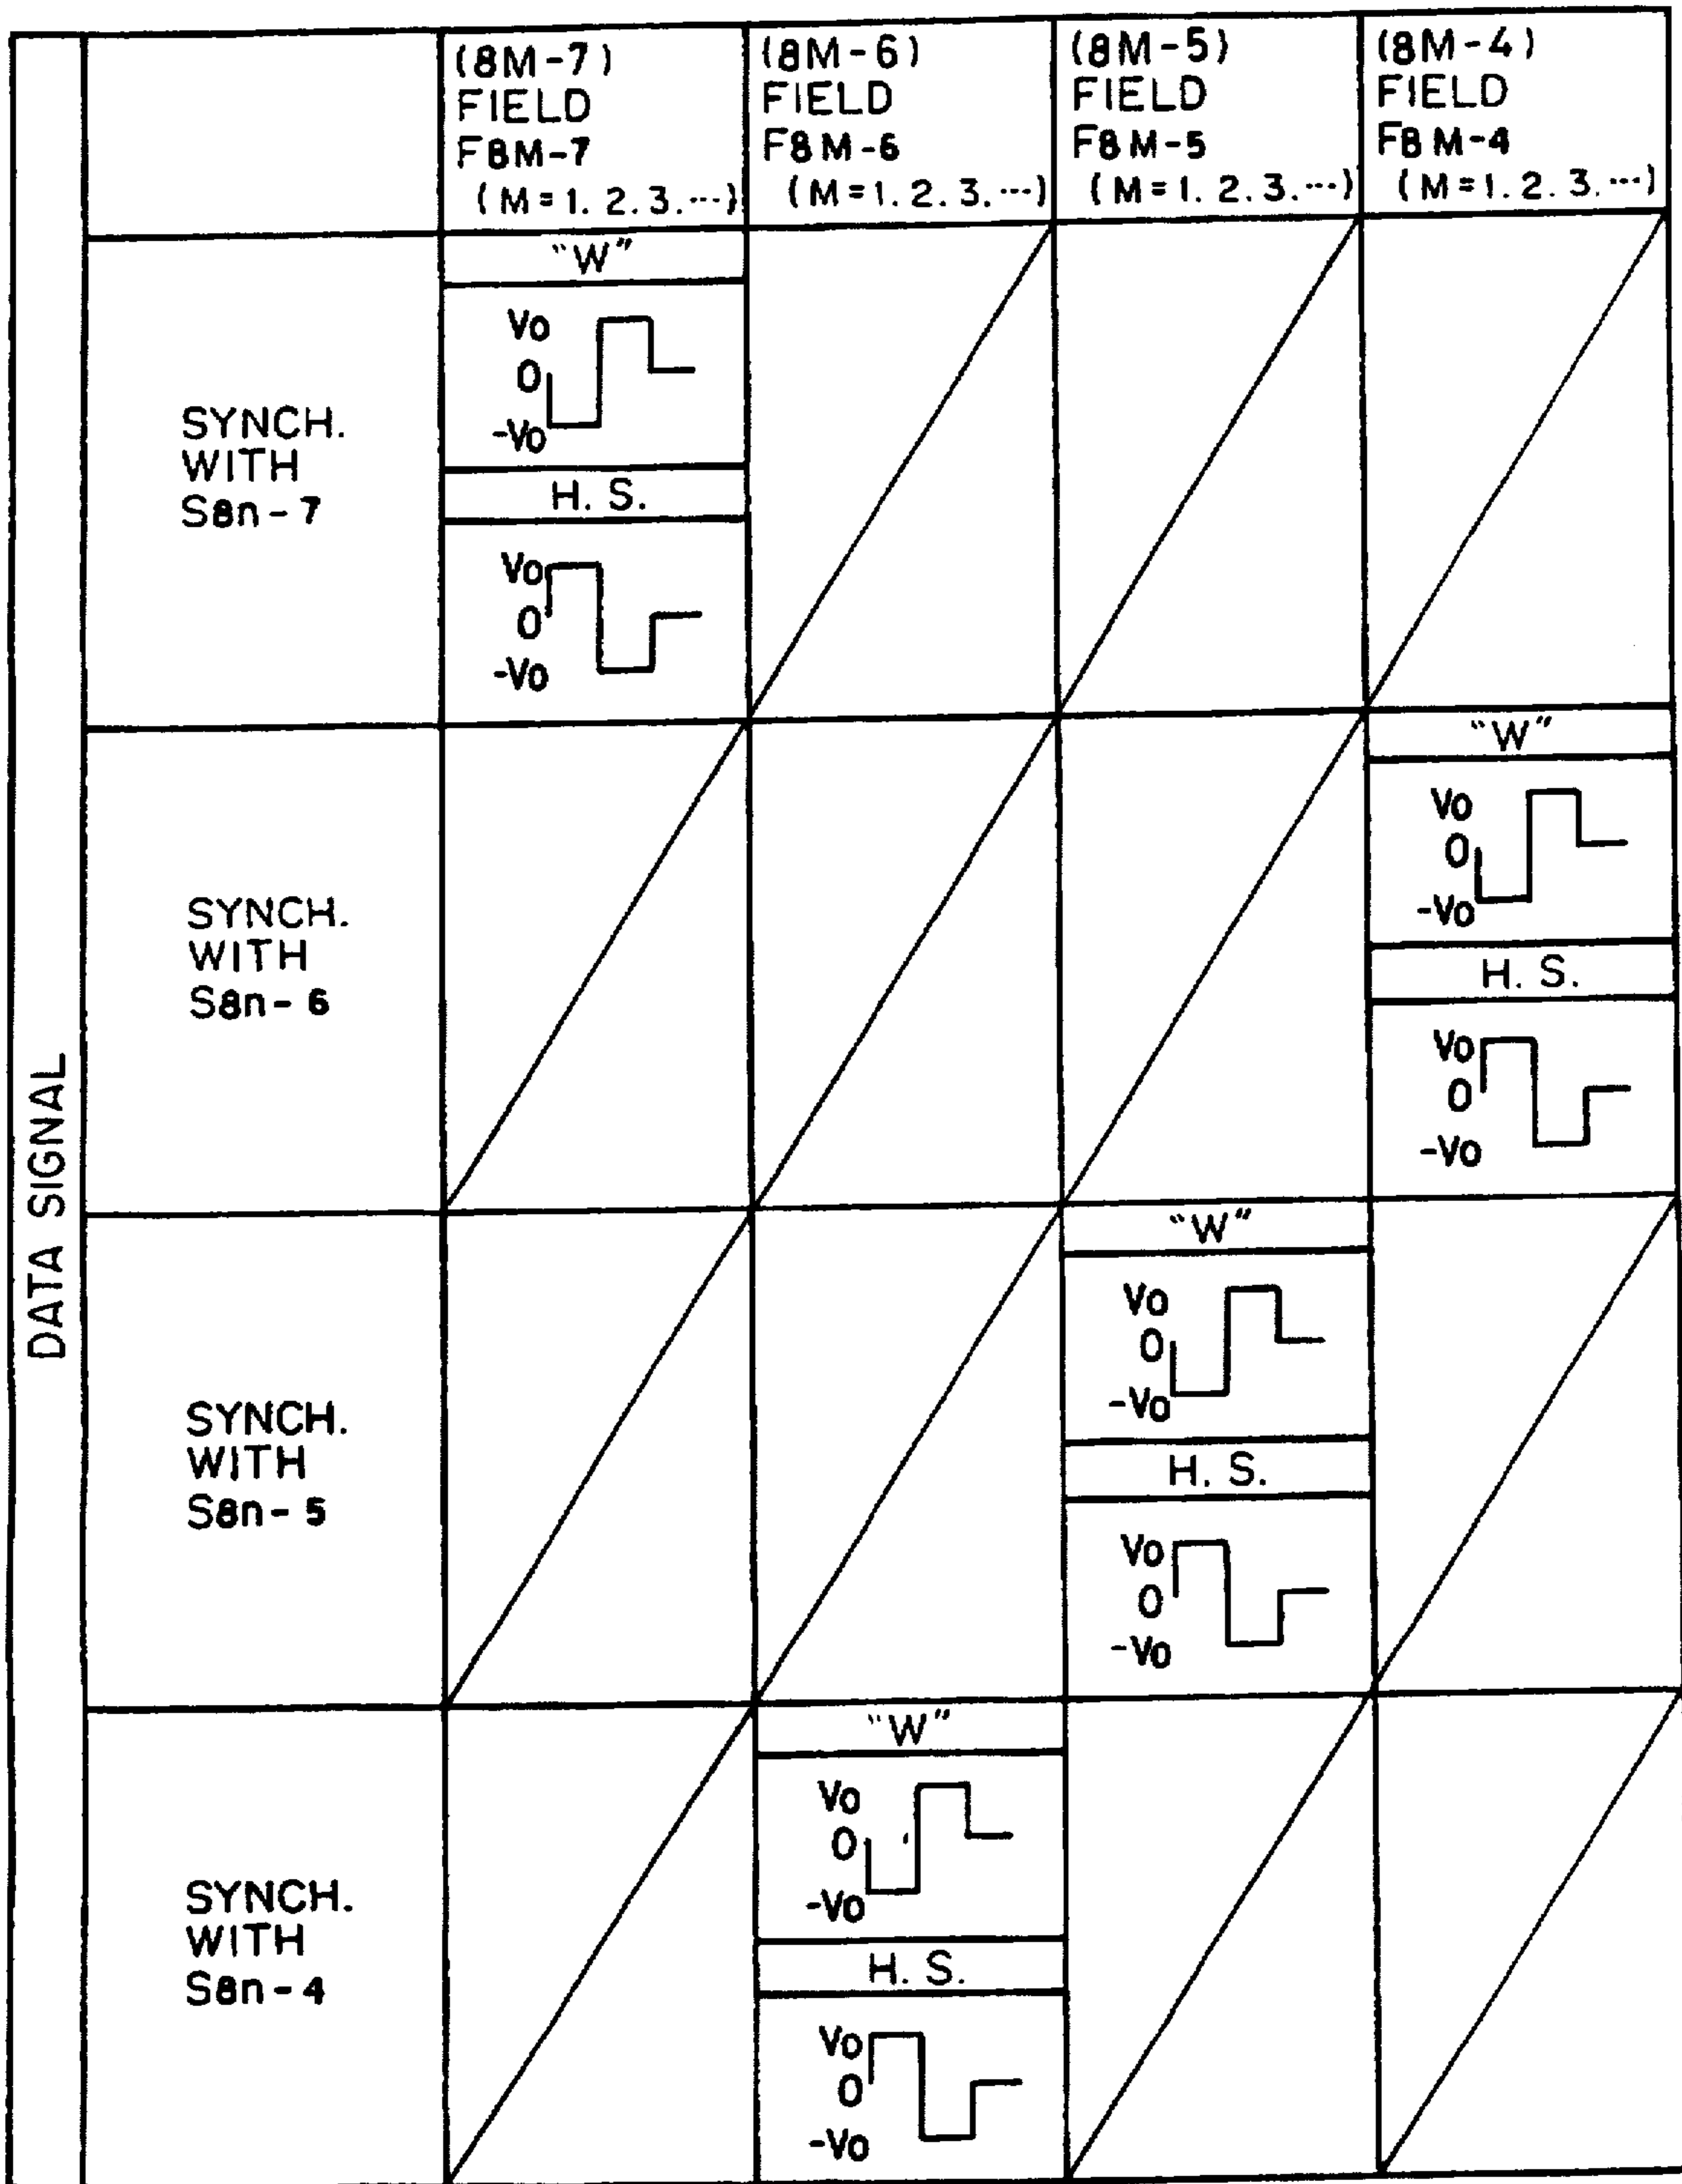 (8M-7)
FIELD
F8M-7
(M=1.2.3.···)
(8M-6)
FIELD
F8M-6
(M=1.2.3.···)
(8M-5)
FIELD
F8M-5
(M=1.2.3.···)
(8M-4)
FIELD
F8M-4
(M=1.2.3.···)
DATA SIGNAL
SYNCH.
WITH
S8n-7
"W"
Vo
0
-Vo
H. S.
Vo
0
-Vo
SYNCH.
WITH
S8n-6
"W"
Vo
0
-Vo
H. S.
Vo
0
-Vo
SYNCH.
WITH
S8n-5
"W"
Vo
0
-Vo
H. S.
Vo
0
-Vo
SYNCH.
WITH
S8n-4
"W"
Vo
0
-Vo
H. S.
Vo
0
-Vo